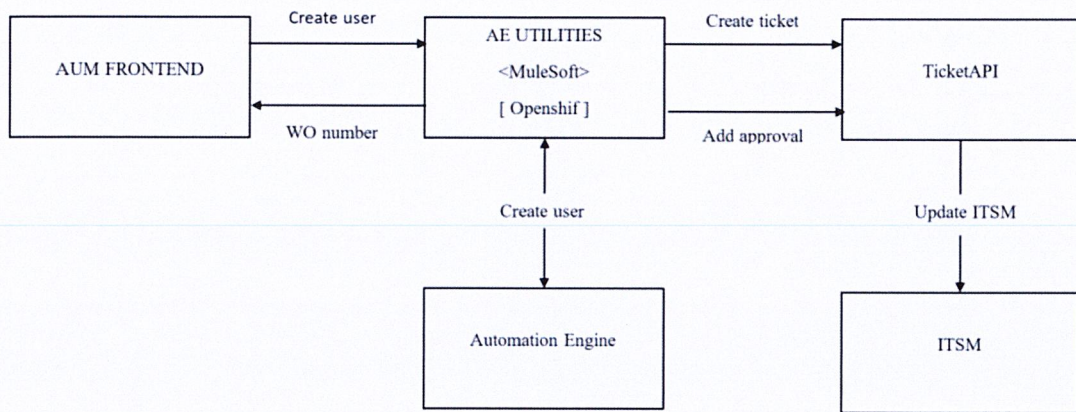 Create user
AUM FRONTEND
WO number
AE UTILITIES
<MuleSoft>
[ Openshif ]
Create ticket
Add approval
TicketAPI
Create user
Update ITSM
Automation Engine
ITSM